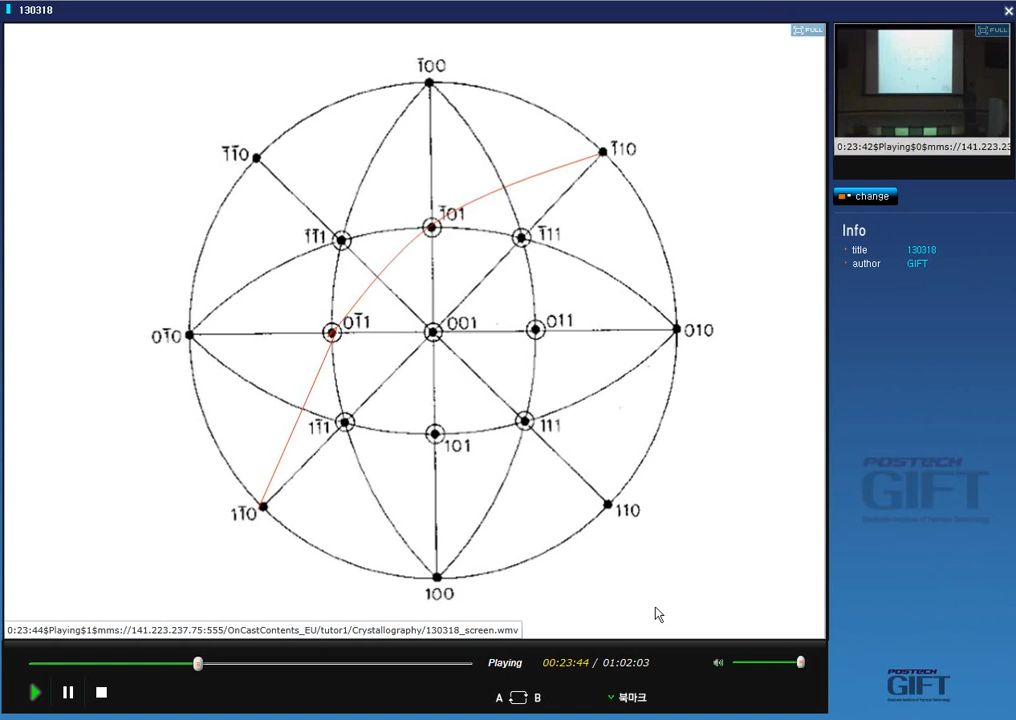 130318
FULL
FULL
1̅00
1̅1̅0
1̅10
1̅01
1̅1̅1
1̅11
01̅0
01̅1
001
011
010
11̅1
101
111
11̅0
110
100
0:23:44$Playing$1$mms://141.223.237.75:555/OnCastContents_EU/tutor1/Crystallography/130318_screen.wmv
Playing 00:23:44 / 01:02:03
A B 북마크
0:23:42$Playing$0$mms://141.223.23
change
Info
title 130318
author GIFT
POSTECH
GIFT
POSTECH
GIFT